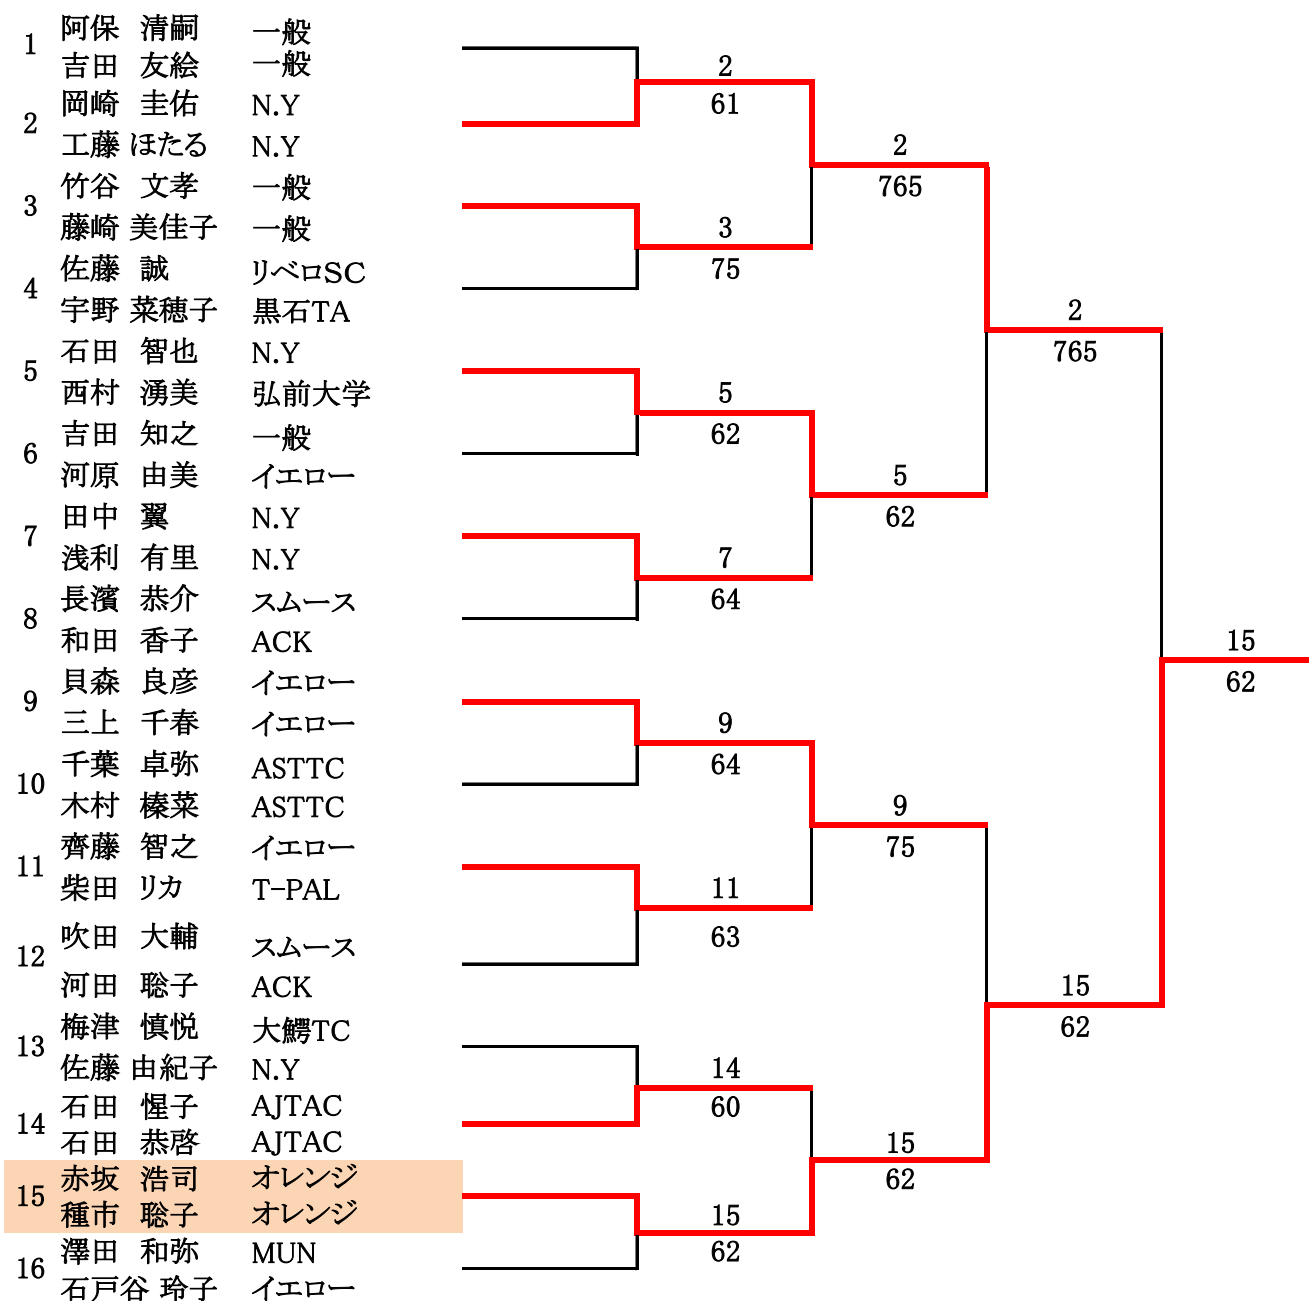 1 阿保 清嗣 一般
吉田 友絵 一般
2 岡崎 圭佑 N.Y
工藤 ほたる N.Y
3 竹谷 文孝 一般
藤崎 美佳子 一般
4 佐藤 誠 リベロSC
宇野 菜穂子 黒石TA
5 石田 智也 N.Y
西村 湧美 弘前大学
6 吉田 知之 一般
河原 由美 イエロー
7 田中 翼 N.Y
浅利 有里 N.Y
8 長濱 恭介 スムース
和田 香子 ACK
9 貝森 良彦 イエロー
三上 千春 イエロー
10 千葉 卓弥 ASTTC
木村 榛菜 ASTTC
11 齊藤 智之 イエロー
柴田 リカ T-PAL
12 吹田 大輔 スムース
河田 聡子 ACK
13 梅津 慎悦 大鰐TC
佐藤 由紀子 N.Y
14 石田 惺子 AJTAC
石田 恭啓 AJTAC
15 赤坂 浩司 オレンジ
種市 聡子 オレンジ
16 澤田 和弥 MUN
石戸谷 玲子 イエロー
2
61
3
75
5
62
7
64
9
64
11
63
14
60
15
62
2
765
5
62
9
75
15
62
2
765
15
62
15
62